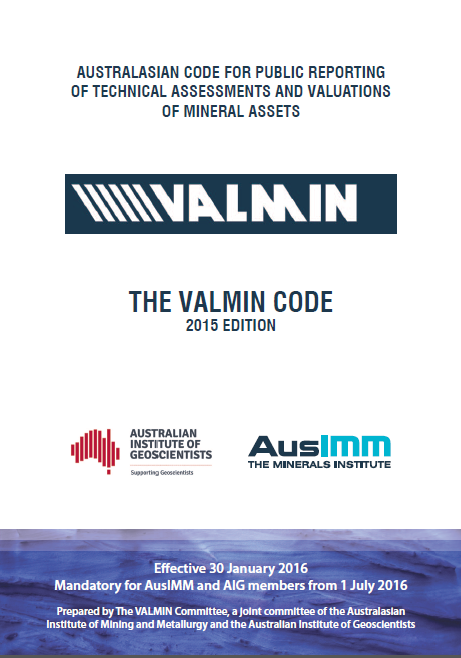 AUSTRALASIAN CODE FOR PUBLIC REPORTING
OF TECHNICAL ASSESSMENTS AND VALUATIONS
OF MINERAL ASSETS
VALMIN
THE VALMIN CODE
2015 EDITION
AUSTRALIAN
INSTITUTE OF
GEOSCIENTISTS
Supporting Geoscientists
AusIMM
THE MINERALS INSTITUTE
Effective 30 January 2016
Mandatory for AusIMM and AIG members from 1 July 2016
Prepared by The VALMIN Committee, a joint committee of the Australasian
Institute of Mining and Metallurgy and the Australian Institute of Geoscientists